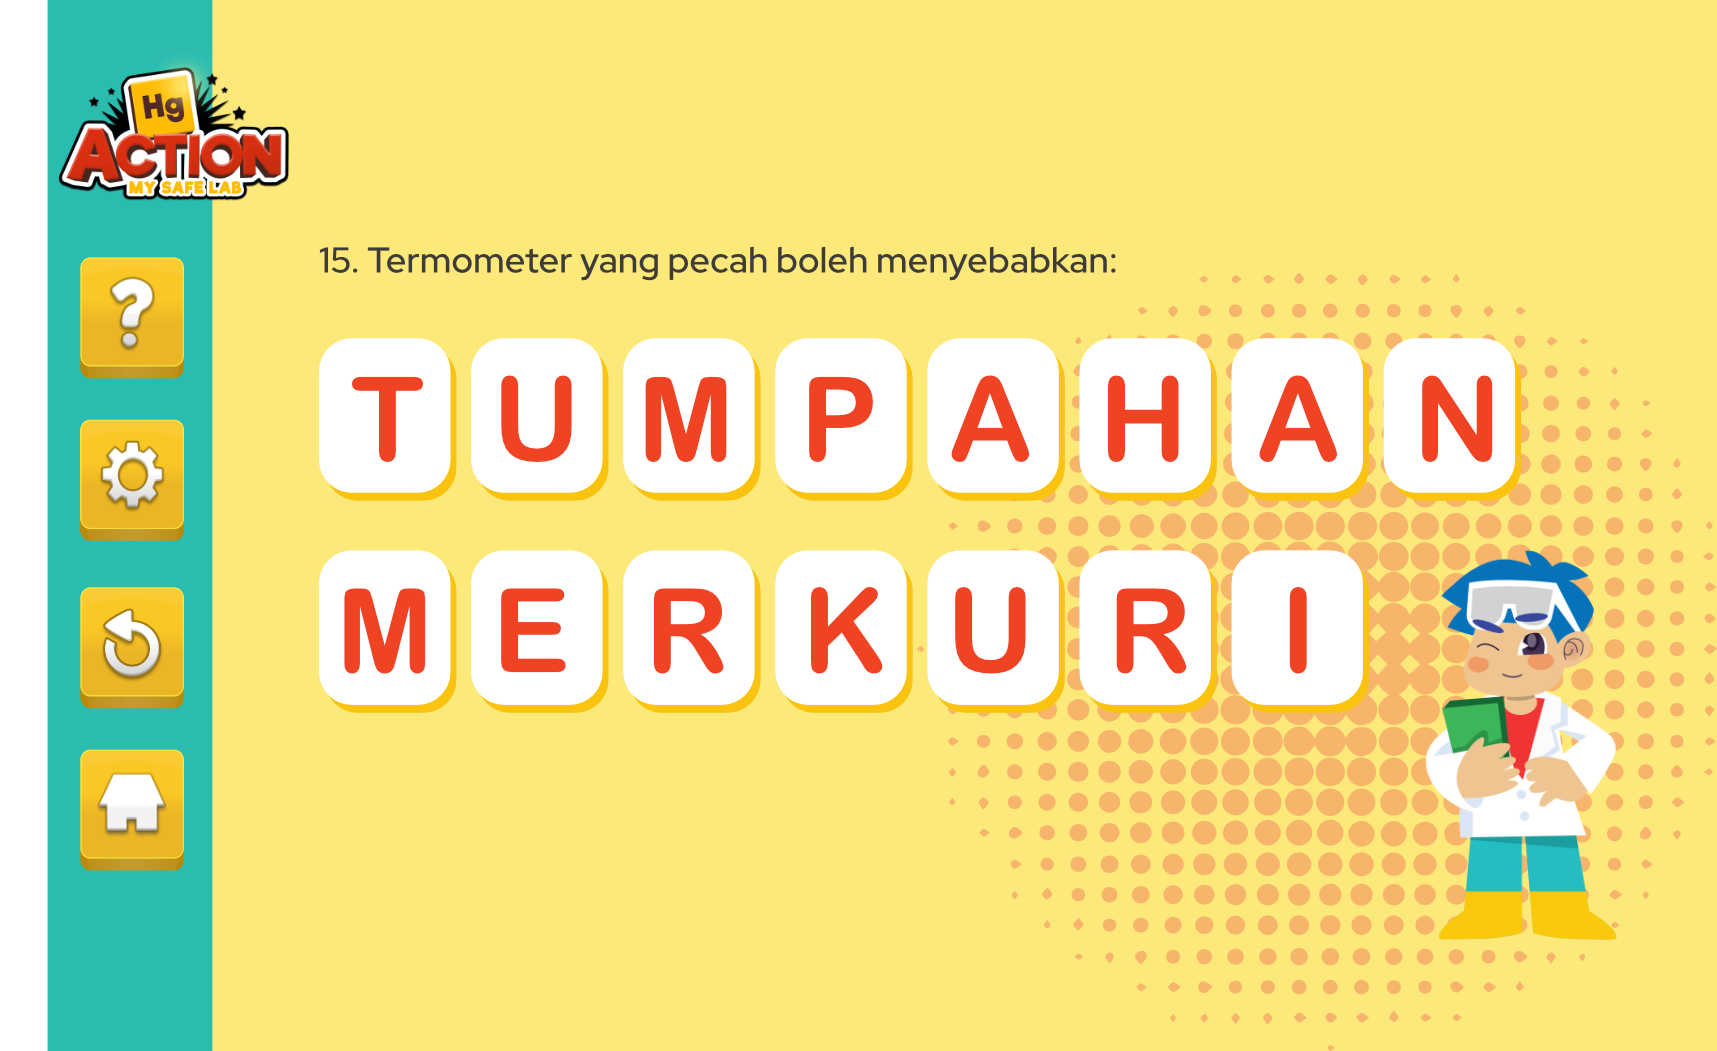 Hg
ACTION
MY SAFE LAB
15. Termometer yang pecah boleh menyebabkan:
TUMPAHAN
MERKURI